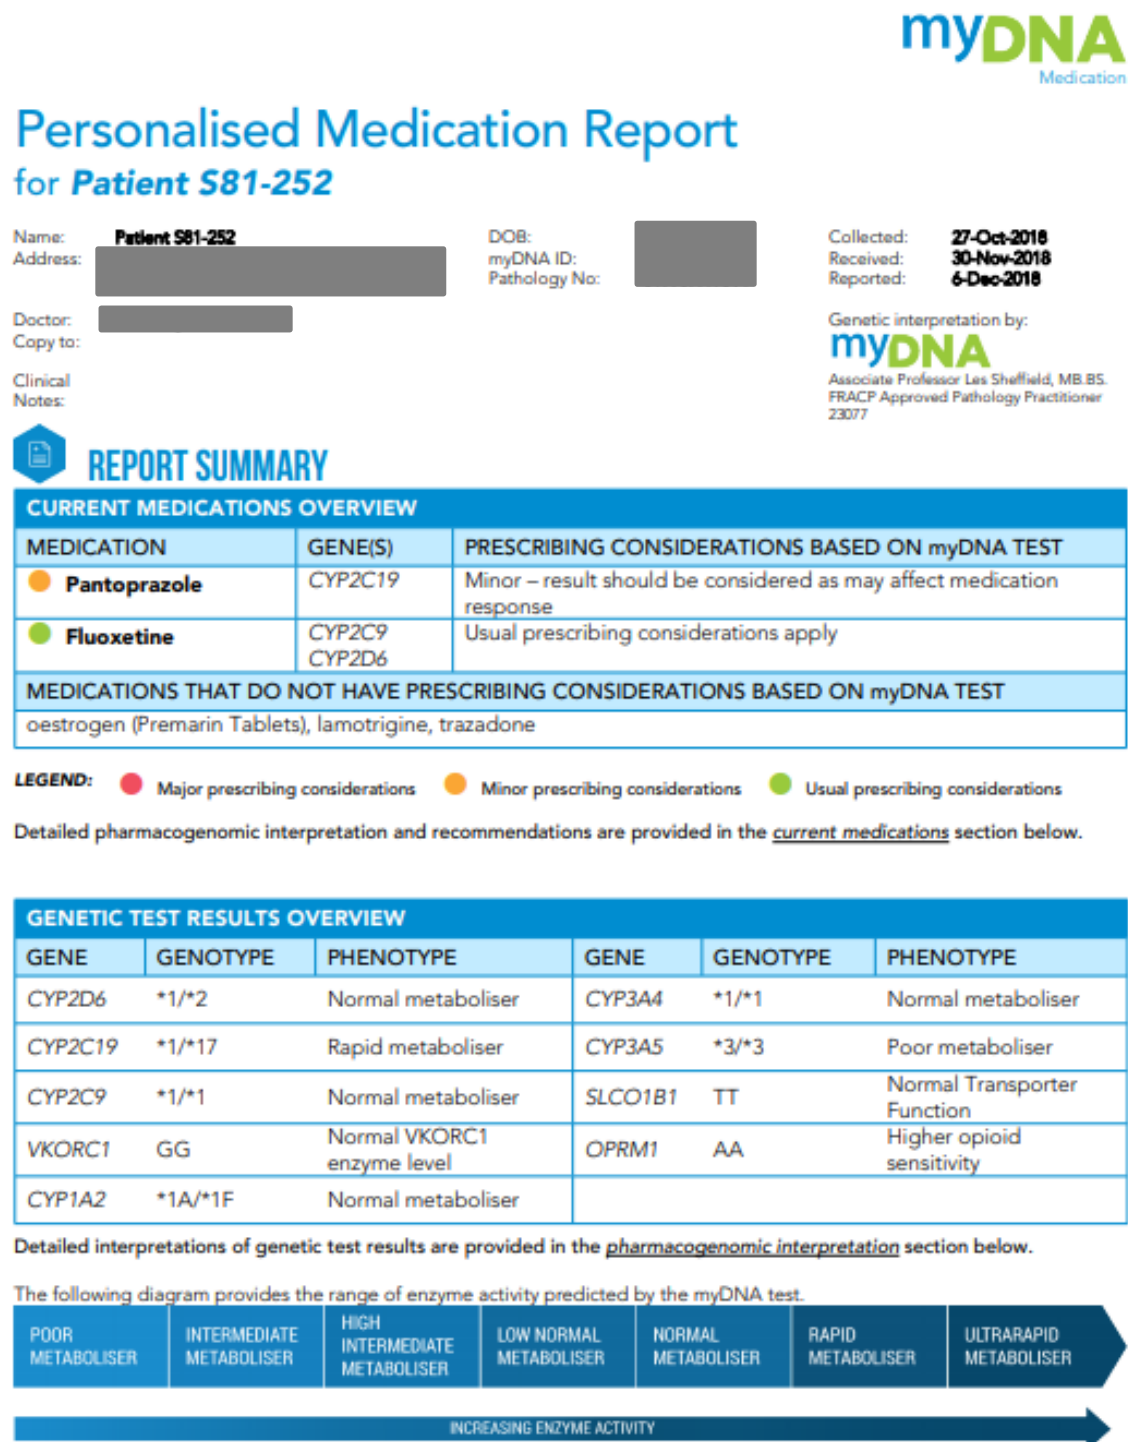 myDNA
Medication
Personalised Medication Report
for Patient S81-252
Name: Patient S81-252
Address:
DOB:
myDNA ID:
Pathology No:
Collected: 27-Oct-2018
Received: 30-Nov-2018
Reported: 6-Dec-2018
Doctor:
Copy to:
Clinical
Notes:
Genetic interpretation by:
myDNA
Associate Professor Les Sheffield, MB.BS.
FRACP Approved Pathology Practitioner
23077
REPORT SUMMARY
CURRENT MEDICATIONS OVERVIEW
MEDICATION GENE(S) PRESCRIBING CONSIDERATIONS BASED ON myDNA TEST
Pantoprazole CYP2C19 Minor – result should be considered as may affect medication
response
Fluoxetine CYP2C9 Usual prescribing considerations apply
CYP2D6
MEDICATIONS THAT DO NOT HAVE PRESCRIBING CONSIDERATIONS BASED ON myDNA TEST
oestrogen (Premarin Tablets), lamotrigine, trazadone
LEGEND: Major prescribing considerations Minor prescribing considerations Usual prescribing considerations
Detailed pharmacogenomic interpretation and recommendations are provided in the current medications section below.
GENETIC TEST RESULTS OVERVIEW
GENE GENOTYPE PHENOTYPE GENE GENOTYPE PHENOTYPE
CYP2D6 *1/*2 Normal metaboliser CYP3A4 *1/*1 Normal metaboliser
CYP2C19 *1/*17 Rapid metaboliser CYP3A5 *3/*3 Poor metaboliser
CYP2C9 *1/*1 Normal metaboliser SLCO1B1 TT Normal Transporter
Function
VKORC1 GG Normal VKORC1
enzyme level OPRM1 AA Higher opioid
sensitivity
CYP1A2 *1A/*1F Normal metaboliser
Detailed interpretations of genetic test results are provided in the pharmacogenomic interpretation section below.
The following diagram provides the range of enzyme activity predicted by the myDNA test.
POOR
METABOLISER
INTERMEDIATE
METABOLISER
HIGH
INTERMEDIATE
METABOLISER
LOW NORMAL
METABOLISER
NORMAL
METABOLISER
RAPID
METABOLISER
ULTRARAPID
METABOLISER
INCREASING ENZYME ACTIVITY